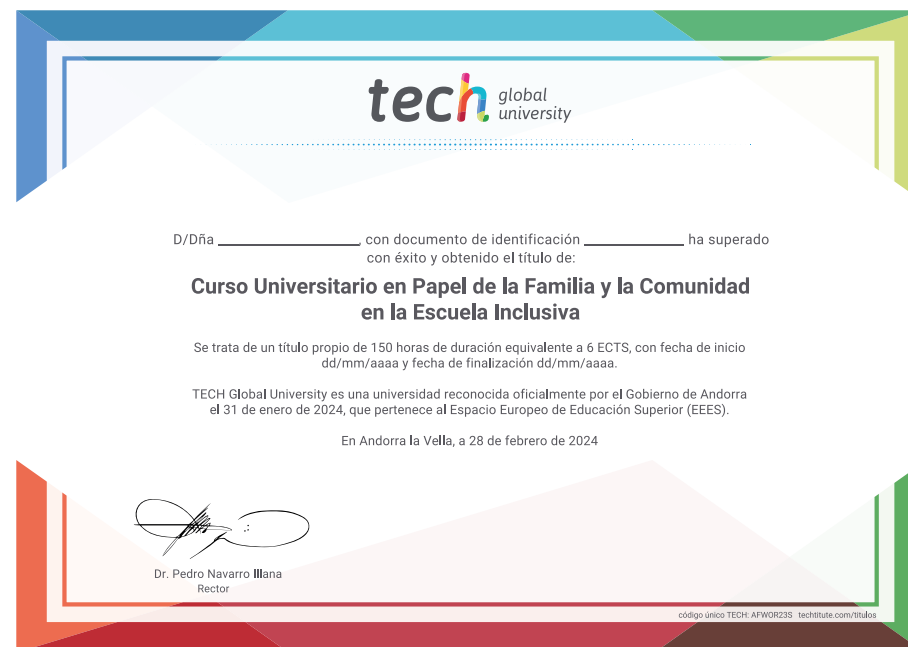 tech global university
D/Dña ____________________, con documento de identificación ______________ ha superado
con éxito y obtenido el título de:
Curso Universitario en Papel de la Familia y la Comunidad
en la Escuela Inclusiva
Se trata de un título propio de 150 horas de duración equivalente a 6 ECTS, con fecha de inicio
dd/mm/aaaa y fecha de finalización dd/mm/aaaa.
TECH Global University es una universidad reconocida oficialmente por el Gobierno de Andorra
el 31 de enero de 2024, que pertenece al Espacio Europeo de Educación Superior (EEES).
En Andorra la Vella, a 28 de febrero de 2024
Dr. Pedro Navarro Illana
Rector
código único TECH: AFWOR23S techtitute.com/titulos